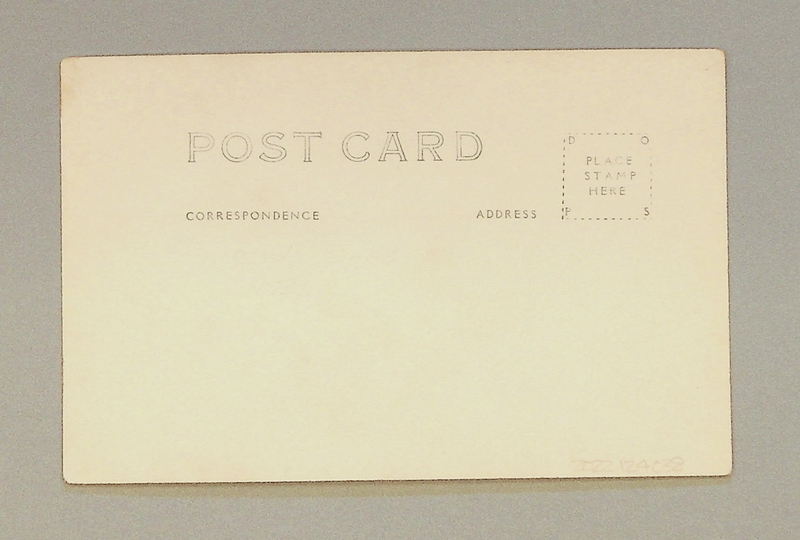 POST CARD
D O
PLACE
STAMP
HERE
P S
CORRESPONDENCE
ADDRESS